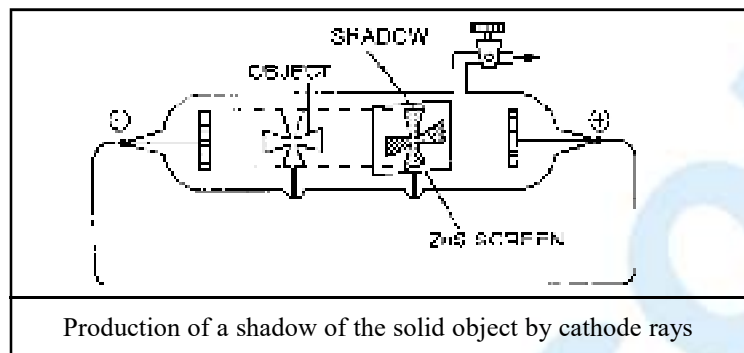 SHADOW
OBJECT
ZnS SCREEN
Production of a shadow of the solid object by cathode rays